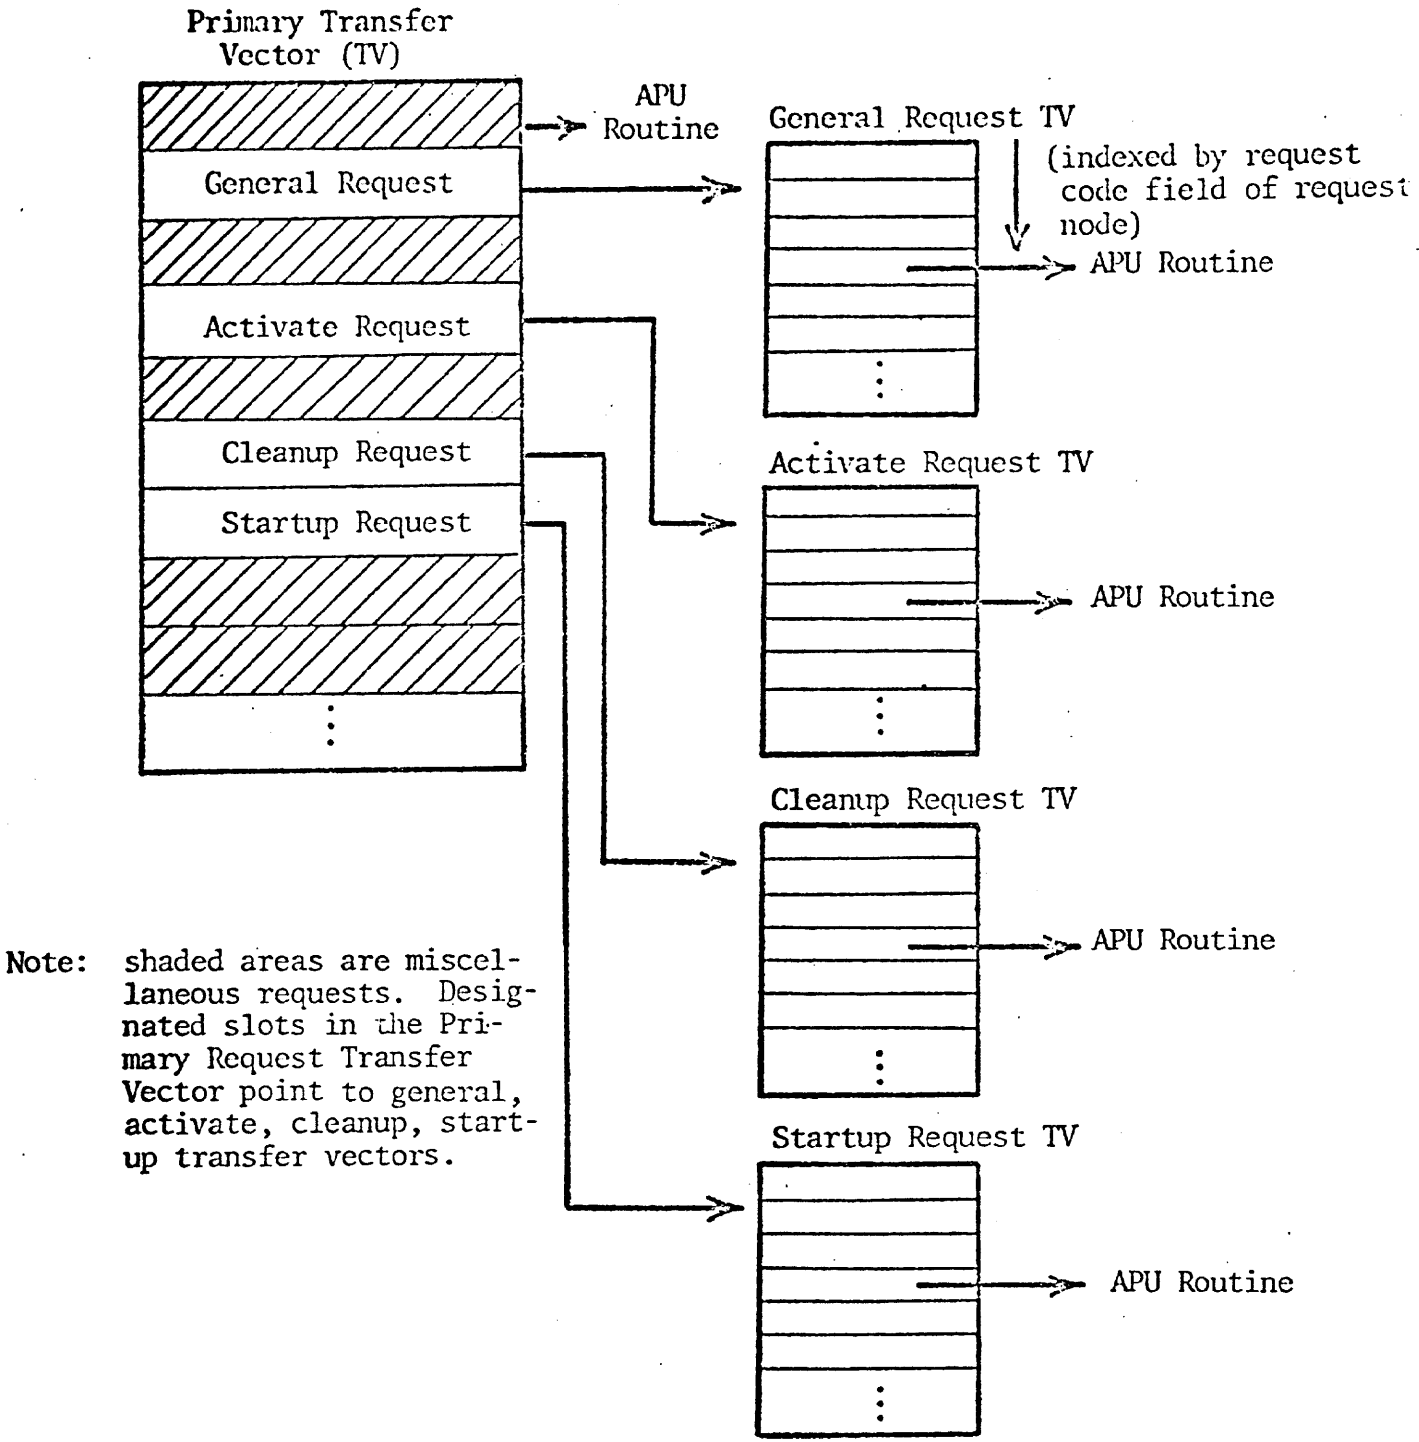 Primary Transfer
Vector (TV)
APU
Routine
General Request
Activate Request
Cleanup Request
Startup Request
General Request TV
(indexed by request
code field of request
node)
APU Routine
Activate Request TV
APU Routine
Cleanup Request TV
APU Routine
Startup Request TV
APU Routine
Note: shaded areas are miscel-
laneous requests. Desig-
nated slots in the Pri-
mary Request Transfer
Vector point to general,
activate, cleanup, start-
up transfer vectors.